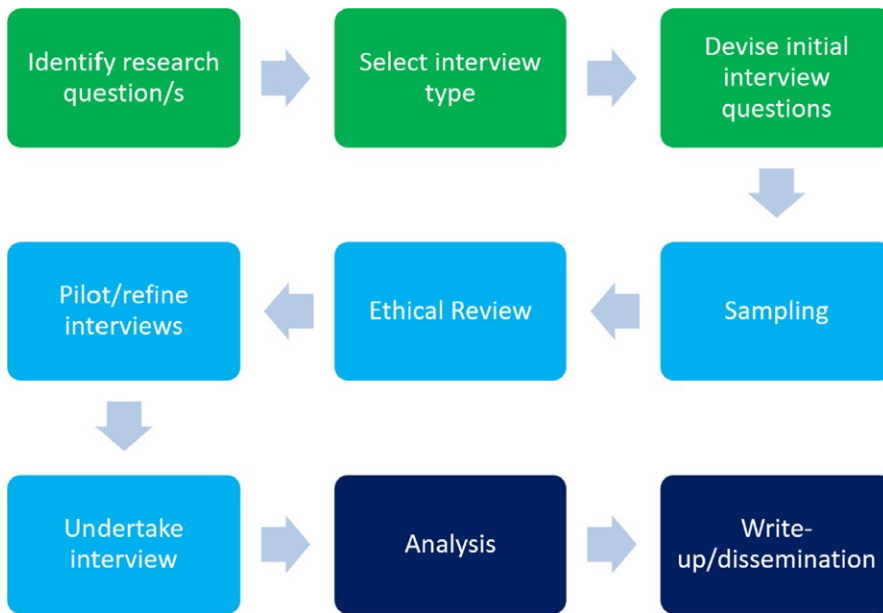 Identify research
question/s
Select interview
type
Devise initial
interview
questions
Sampling
Ethical Review
Pilot/refine
interviews
Undertake
interview
Analysis
Write-
up/dissemination